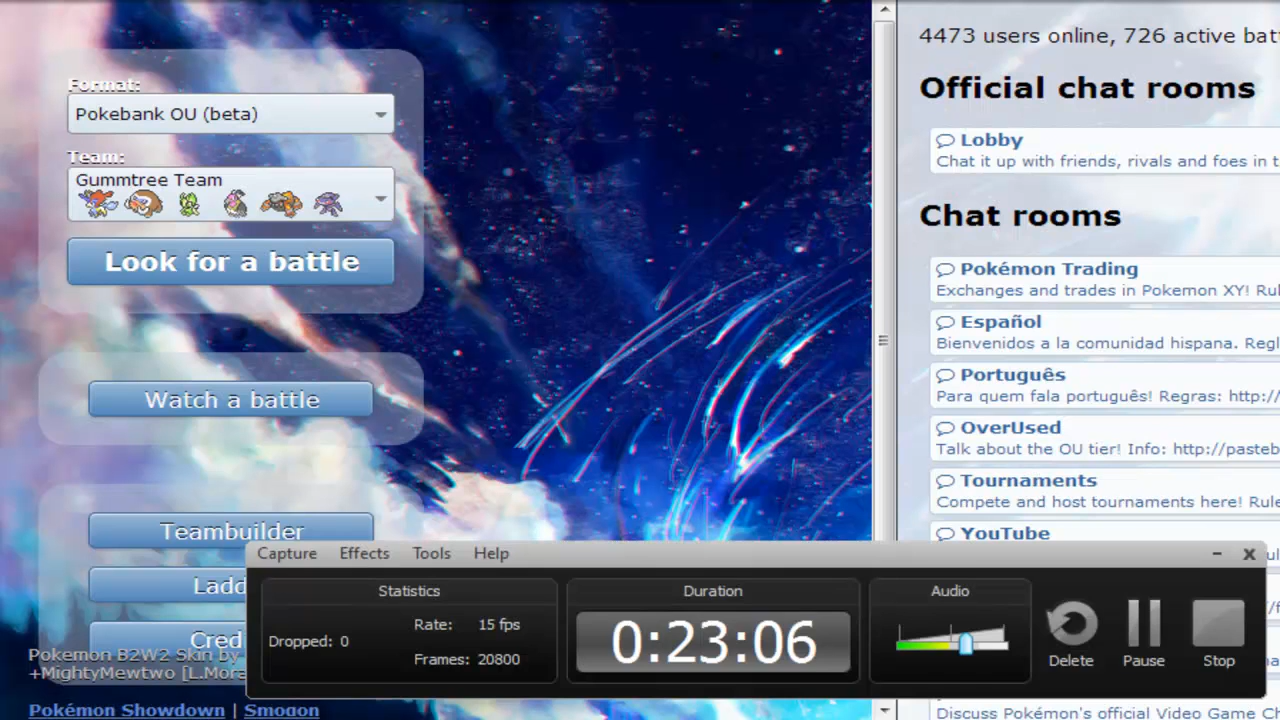 Format:
Pokebank OU (beta)
Team:
Gummtree Team
Look for a battle
Watch a battle
Teambuilder
Ladd
Cred
Pokemon B2W2 Skin by
+MightyMewtwo [L.Mora
Pokémon Showdown | Smogon
4473 users online, 726 active bat
Official chat rooms
Lobby
Chat it up with friends, rivals and foes in t
Chat rooms
Pokémon Trading
Exchanges and trades in Pokemon XY! Rul
Español
Bienvenidos a la comunidad hispana. Regl
Português
Para quem fala português! Regras: http://
OverUsed
Talk about the OU tier! Info: http://pasteb
Tournaments
Compete and host tournaments here! Rule
YouTube
Discuss Pokémon's official Video Game Ch
Capture Effects Tools Help
Statistics
Dropped: 0
Rate: 15 fps
Frames: 20800
Duration
0:23:06
Audio
Delete
Pause
Stop